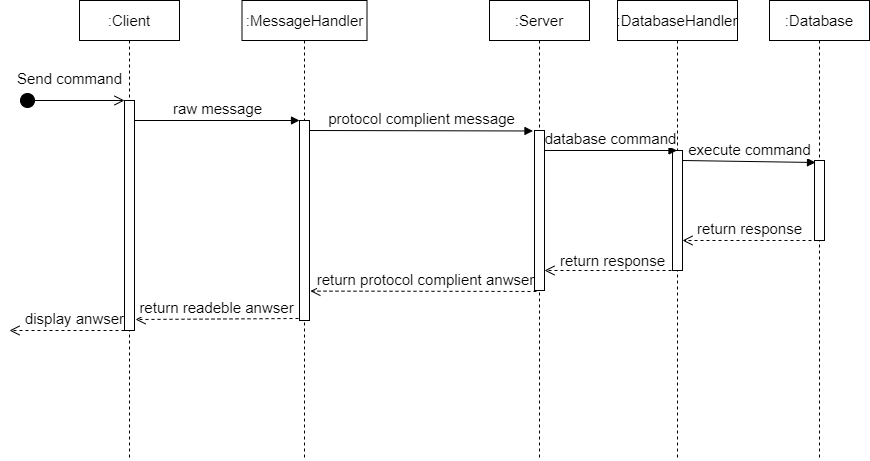 :Client
:MessageHandler
:Server
:DatabaseHandler
:Database
Send command
raw message
protocol complient message
database command
execute command
return response
return response
return protocol complient anwser
return readeble anwser
display anwser